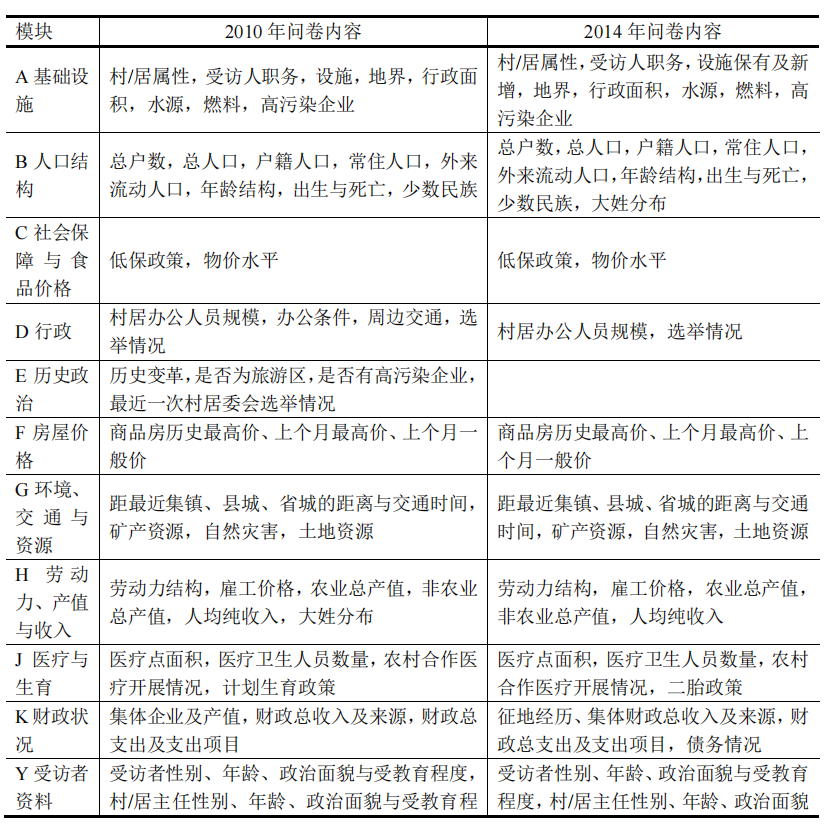 模块 2010 年问卷内容 2014 年问卷内容
A 基础设
施
村/居属性，受访人职务，设施，地界，行政面
积，水源，燃料，高污染企业
村/居属性，受访人职务，设施保有及新
增，地界，行政面积，水源，燃料，高
污染企业
B 人口结
构
总户数，总人口，户籍人口，常住人口，外来
流动人口，年龄结构，出生与死亡，少数民族
总户数，总人口，户籍人口，常住人口，
外来流动人口，年龄结构，出生与死亡，
少数民族，大姓分布
C 社会保
障 与 食
品价格
低保政策，物价水平
低保政策，物价水平
D 行政
村居办公人员规模，办公条件，周边交通，选
举情况
村居办公人员规模，选举情况
E 历史政
治
历史变革，是否为旅游区，是否有高污染企业，
最近一次村居委会选举情况
F 房屋价
格
商品房历史最高价、上个月最高价、上个月一
般价
商品房历史最高价、上个月最高价、上
个月一般价
G 环境、
交 通 与
资源
距最近集镇、县城、省城的距离与交通时间，
矿产资源，自然灾害，土地资源
距最近集镇、县城、省城的距离与交通
时间，矿产资源，自然灾害，土地资源
H 劳 动
力、产值
与收入
劳动力结构，雇工价格，农业总产值，非农业
总产值，人均纯收入，大姓分布
劳动力结构，雇工价格，农业总产值，
非农业总产值，人均纯收入
J 医疗与
生育
医疗点面积，医疗卫生人员数量，农村合作医
疗开展情况，计划生育政策
医疗点面积，医疗卫生人员数量，农村
合作医疗开展情况，二胎政策
K 财政状
况
集体企业及产值，财政总收入及来源，财政总
支出及支出项目
征地经历、集体财政总收入及来源，财
政总支出及支出项目，债务情况
Y 受访者
资料
受访者性别、年龄、政治面貌与受教育程度，
村/居主任性别、年龄、政治面貌与受教育程
受访者性别、年龄、政治面貌与受教育
程度，村/居主任性别、年龄、政治面貌